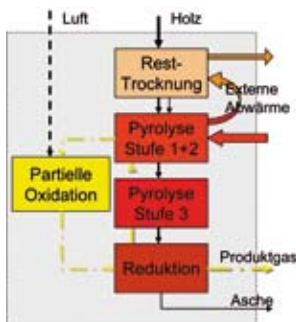 Luft
Holz
Rest-
Trocknung
Externe
Abwärme
Pyrolyse
Stufe 1+2
Partielle
Oxidation
Pyrolyse
Stufe 3
Reduktion
Produktgas
Asche